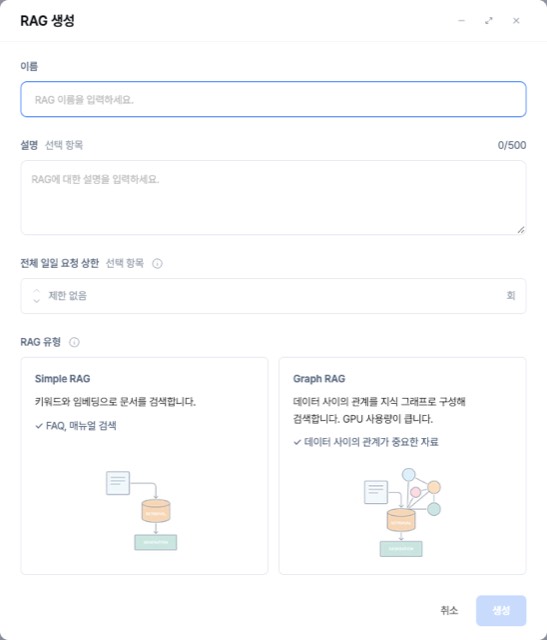 RAG 생성
이름
RAG 이름을 입력하세요.
설명 선택 항목 0/500
RAG에 대한 설명을 입력하세요.
전체 일일 요청 상한 선택 항목
제한 없음 회
RAG 유형
Simple RAG
키워드와 임베딩으로 문서를 검색합니다.
✓ FAQ, 매뉴얼 검색
Graph RAG
데이터 사이의 관계를 지식 그래프로 구성해
검색합니다. GPU 사용량이 큽니다.
✓ 데이터 사이의 관계가 중요한 자료
취소 생성